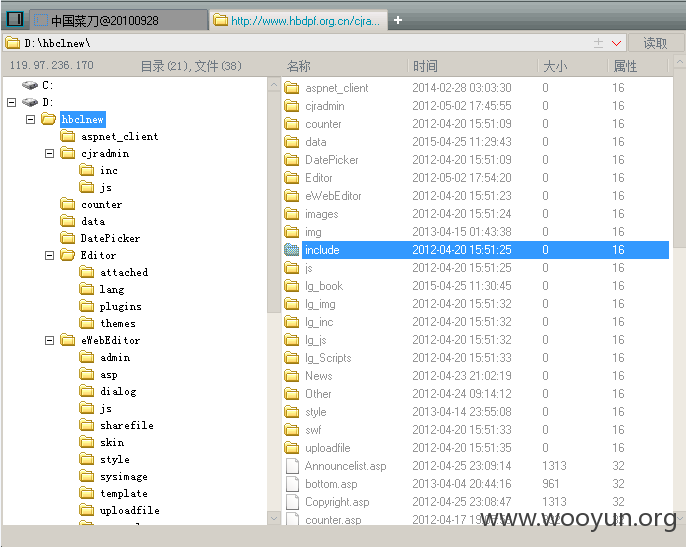 中国菜刀@20100928 http://www.hbdpf.org.cn/cjra... +
D:\hbclnew\ 读取
119.97.236.170 目录(21),文件(38) 名称 时间 大小 属性
C:
D:
hbclnew
aspnet_client
cjradmin
inc
js
counter
data
DatePicker
Editor
attached
lang
plugins
themes
eWebEditor
admin
asp
dialog
js
sharefile
skin
style
sysimage
template
uploadfile
aspnet_client 2014-02-28 03:03:30 0 16
cjradmin 2012-05-02 17:45:55 0 16
counter 2012-04-20 15:51:09 0 16
data 2015-04-25 11:29:43 0 16
DatePicker 2012-04-20 15:51:09 0 16
Editor 2012-05-02 17:54:20 0 16
eWebEditor 2012-04-20 15:51:23 0 16
images 2012-04-20 15:51:24 0 16
img 2013-04-15 01:43:38 0 16
include 2012-04-20 15:51:25 0 16
js 2012-04-20 15:51:25 0 16
lg_book 2015-04-25 11:30:45 0 16
lg_img 2012-04-20 15:51:32 0 16
lg_inc 2012-04-20 15:51:32 0 16
lg_js 2012-04-20 15:51:32 0 16
lg_Scripts 2012-04-20 15:51:33 0 16
News 2012-04-23 21:02:19 0 16
Other 2012-04-24 09:14:12 0 16
style 2013-04-14 23:55:08 0 16
swf 2012-04-20 15:51:33 0 16
uploadfile 2012-04-20 15:51:35 0 16
Announcelist.asp 2012-04-25 23:09:14 1313 32
bottom.asp 2013-04-04 20:44:16 961 32
Copyright.asp 2012-04-25 23:08:47 1313 32
counter.asp 2012-04-17 32
www.wooyun.org